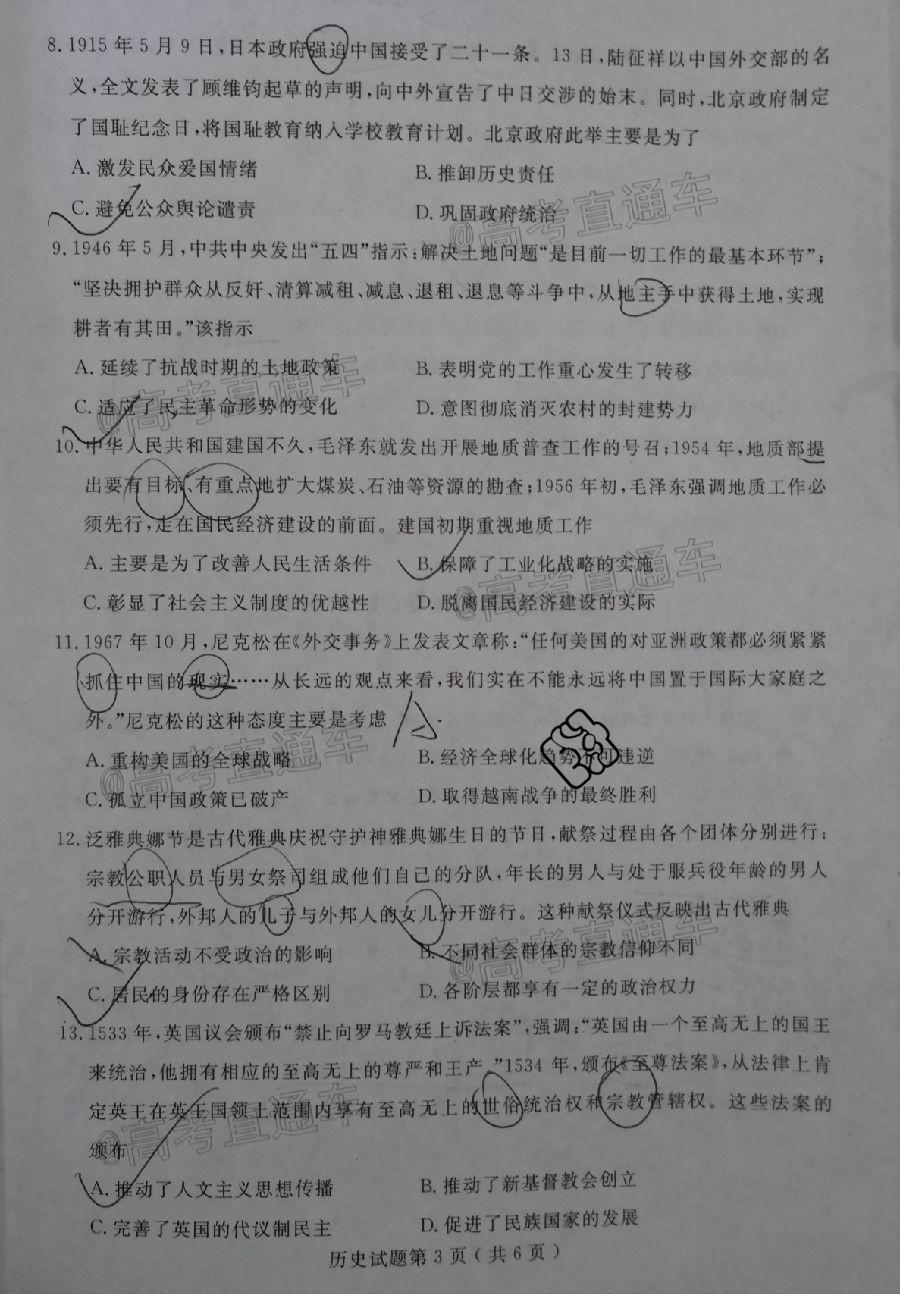 8. 1915 年 5 月 9 日，日本政府强迫中国接受了二十一条。13 日，陆征祥以中国外交部的名
义，全文发表了顾维钧起草的声明，向中外宣告了中日交涉的始末。同时，北京政府制定
了国耻纪念日，将国耻教育纳入学校教育计划。北京政府此举主要是为了
A. 激发民众爱国情绪 B. 推卸历史责任
C. 避免公众舆论谴责 D. 巩固政府统治
@高考直通车
9. 1946 年 5 月，中共中央发出“五四”指示：解决土地问题“是目前一切工作的最基本环节”；
“坚决拥护群众从反奸、清算减租、减息、退租、退息等斗争中，从地主手中获得土地，实现
耕者有其田。”该指示
A. 延续了抗战时期的土地政策 B. 表明党的工作重心发生了转移
@高考直通车
C. 适应了民主革命形势的变化 D. 意图彻底消灭农村的封建势力
10. 中华人民共和国建国不久，毛泽东就发出开展地质普查工作的号召；1954 年，地质部提
出要有目标、有重点地扩大煤炭、石油等资源的勘查；1956 年初，毛泽东强调地质工作必
须先行，走在国民经济建设的前面。建国初期重视地质工作
A. 主要是为了改善人民生活条件 B. 保障了工业化战略的实施
@高考直通车
C. 彰显了社会主义制度的优越性 D. 脱离国民经济建设的实际
11. 1967 年 10 月，尼克松在《外交事务》上发表文章称：“任何美国的对亚洲政策都必须紧紧
抓住中国的现实……从长远的观点来看，我们实在不能永远将中国置于国际大家庭之
外。”尼克松的这种态度主要是考虑
A. 重构美国的全球战略 B. 经济全球化趋势不可违逆
@高考直通车
C. 孤立中国政策已破产 D. 取得越南战争的最终胜利
12. 泛雅典娜节是古代雅典庆祝守护神雅典娜生日的节日，献祭过程由各个团体分别进行：
宗教公职人员与男女祭司组成他们自己的分队，年长的男人与处于服兵役年龄的男人
分开游行，外邦人的儿子与外邦人的女儿分开游行。这种献祭仪式反映出古代雅典
A. 宗教活动不受政治的影响 B. 不同社会群体的宗教信仰不同
@高考直通车
C. 居民的身份存在严格区别 D. 各阶层都享有一定的政治权力
13. 1533 年，英国议会颁布“禁止向罗马教廷上诉法案”，强调：“英国由一个至高无上的国王
来统治，他拥有相应的至高无上的尊严和王产。”1534 年，颁布《至尊法案》，从法律上肯
定英王在英王国领土范围内享有至高无上的世俗统治权和宗教管辖权。这些法案的
颁布
@高考直通车
A. 推动了人文主义思想传播 B. 推动了新基督教会创立
C. 完善了英国的代议制民主 D. 促进了民族国家的发展
历史试题第 3 页（共 6 页）